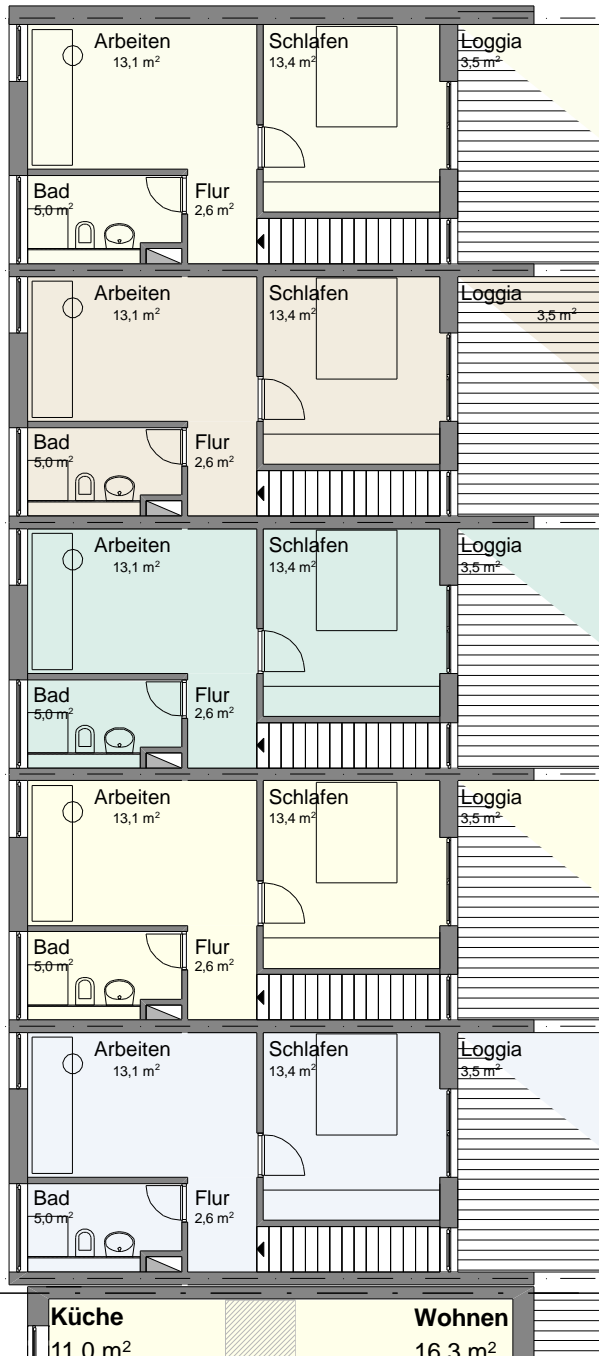 Arbeiten Schlafen Loggia
13,1 m² 13,4 m² 3,5 m²
Bad Flur
5,0 m² 2,6 m²
Arbeiten Schlafen Loggia
13,1 m² 13,4 m² 3,5 m²
Bad Flur
5,0 m² 2,6 m²
Arbeiten Schlafen Loggia
13,1 m² 13,4 m² 3,5 m²
Bad Flur
5,0 m² 2,6 m²
Arbeiten Schlafen Loggia
13,1 m² 13,4 m² 3,5 m²
Bad Flur
5,0 m² 2,6 m²
Arbeiten Schlafen Loggia
13,1 m² 13,4 m² 3,5 m²
Bad Flur
5,0 m² 2,6 m²
Küche Wohnen
11,0 m² 16,3 m²